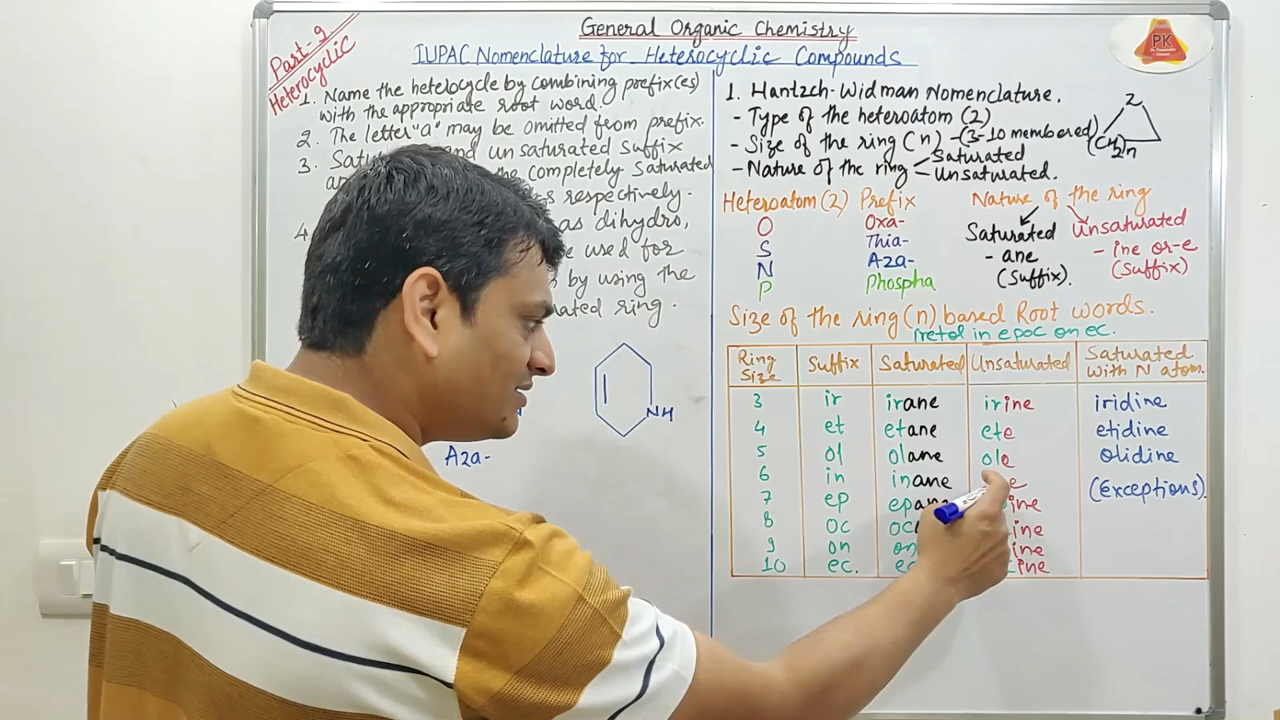 Part-9
Heterocyclic
General Organic Chemistry
IUPAC Nomenclature for Heterocyclic Compounds
PK
1. Name the heterocycle by combining prefix(es)
with the appropriate root word.
2. The letter "a" may be omitted from prefix.
3. and unsaturated suffix
the completely saturated
respectively.
4. as dihydro,
used for
by using the
ring.
NH
Aza-
1. Hantzch-Widman Nomenclature.
- Type of the heteroatom (Z)
- Size of the ring (n) - (3-10 membered)
- Nature of the ring - Saturated
- Unsaturated.
Z
(CH2)n
Heteroatom (Z) Prefix
O Oxa-
S Thia-
N Aza-
P Phospha
Nature of the ring
Saturated
- ane
(Suffix).
Unsaturated
- ine or -e
(Suffix)
Size of the ring (n) based Root words.
iretol in epoc on ec.
Ring Size Suffix Saturated Unsaturated Saturated with N atom.
3 ir irane irine iridine
4 et etane ete etidine
5 ol olane ole olidine
6 in inane (Exceptions).
7 ep
8 oc
9 on
10 ec.